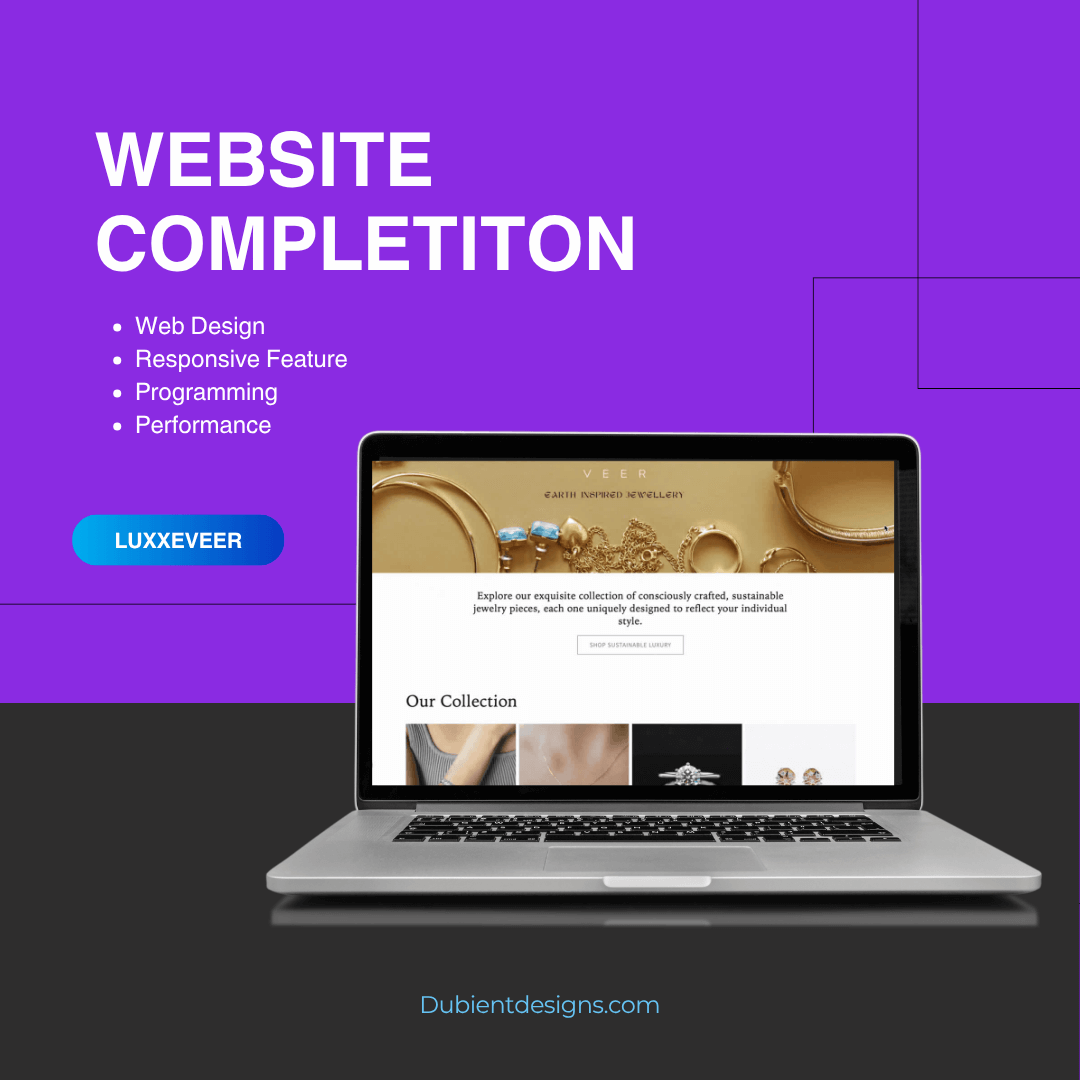 WEBSITE
COMPLETITON
Web Design
Responsive Feature
Programming
Performance
LUXXEVEER
VEER
EARTH INSPIRED JEWELLERY
Explore our exquisite collection of consciously crafted, sustainable
jewelry pieces, each one uniquely designed to reflect your individual
style.
SHOP SUSTAINABLE LUXURY
Our Collection
Dubientdesigns.com